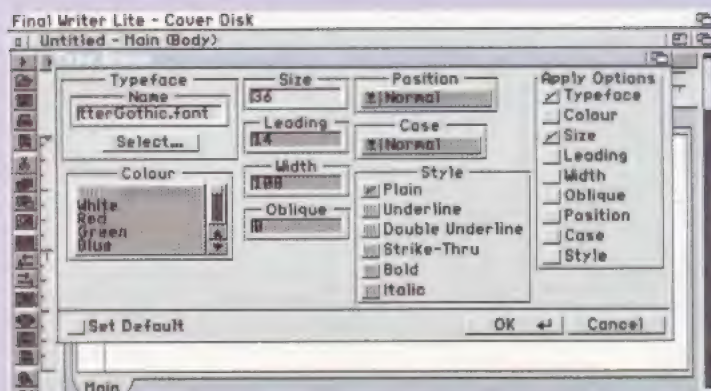 Final Writer Lite - Cover Disk
Untitled - Main (Body)
Typeface
Name
tterGothic.font
Select...
Colour
White
Red
Green
Blue
Size
36
Leading
14
Width
100
Oblique
0
Position
Normal
Case
Normal
Style
Plain
Underline
Double Underline
Strike-Thru
Bold
Italic
Apply Options
Typeface
Colour
Size
Leading
Width
Oblique
Position
Case
Style
Set Default
OK
Cancel
Main